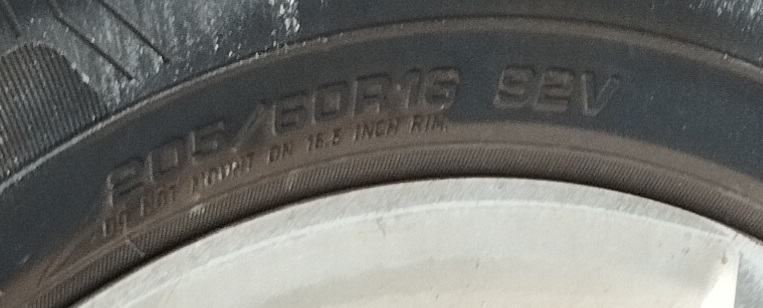 205/60R16 92V
DO NOT MOUNT ON 16.5 INCH RIM